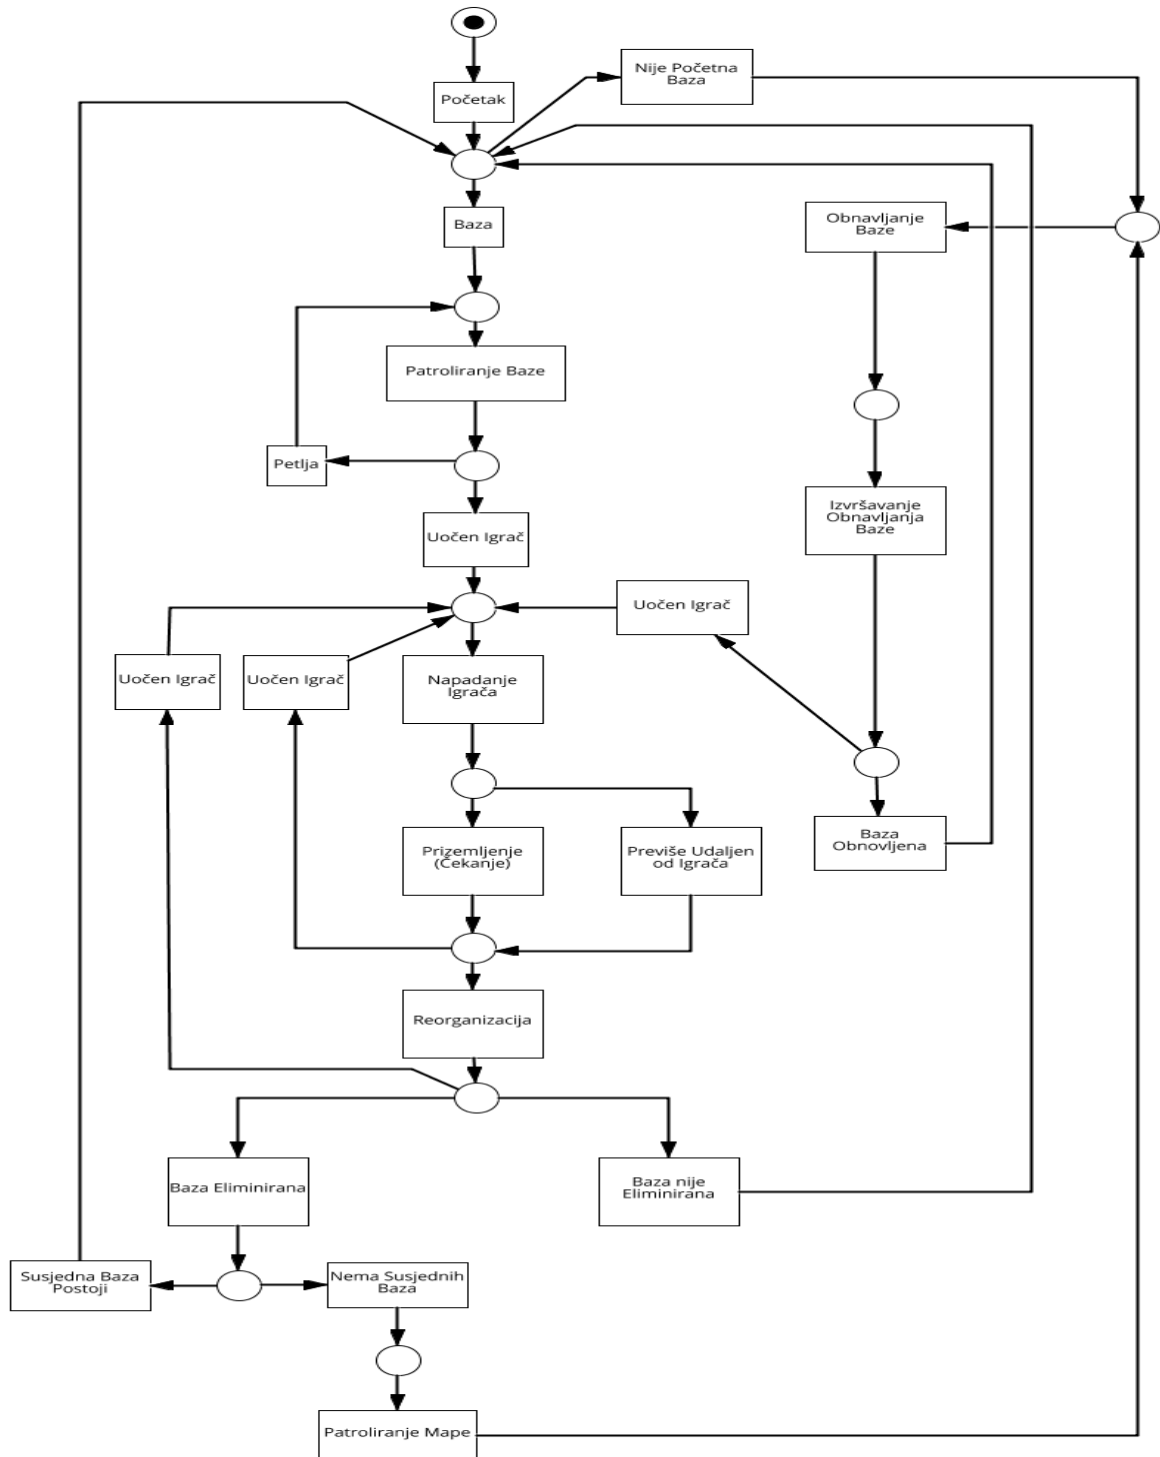 Nije Početna
Baza
Početak
Baza
Obnavljanje
Baze
Patroliranje Baze
Petlja
Izvršavanje
Obnavljanja
Baze
Uočen Igrač
Uočen Igrač
Uočen Igrač
Uočen Igrač
Napadanje
Igrača
Prizemljenje
(Čekanje)
Previše Udaljen
od Igrača
Baza
Obnovljena
Reorganizacija
Baza Eliminirana
Baza nije
Eliminirana
Susjedna Baza
Postoji
Nema Susjednih
Baza
Patroliranje Mape